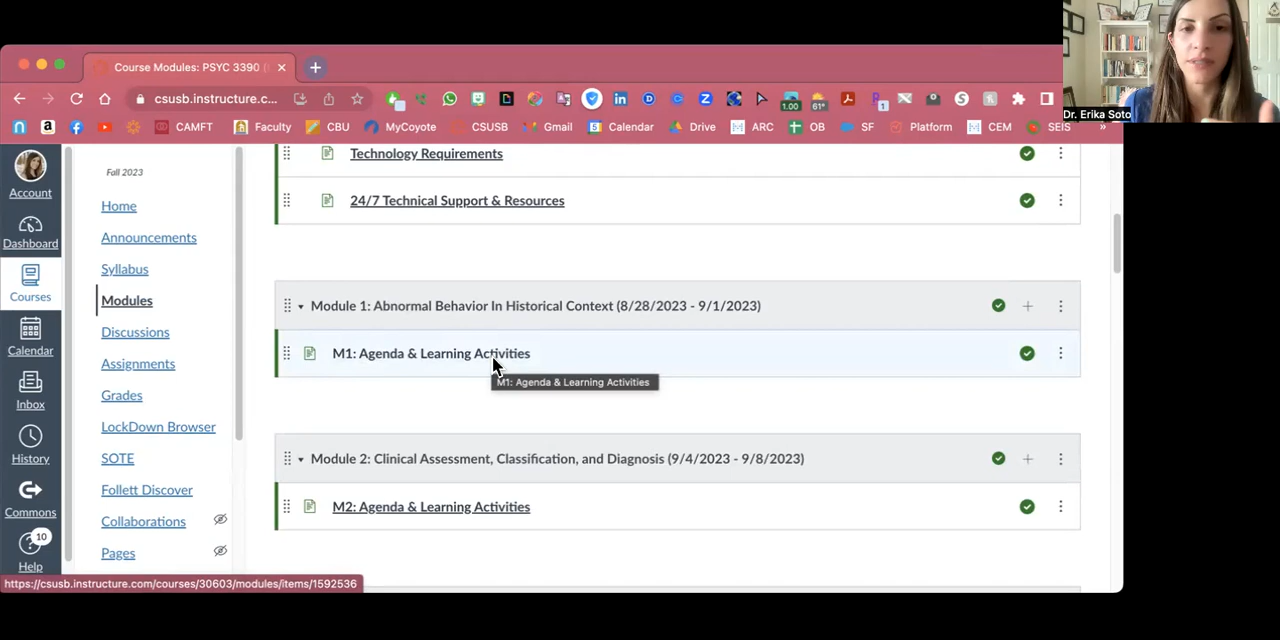 Course Modules: PSYC 3390 (
csusb.instructure.c...
1.00
61°
1
CAMFT
Faculty
CBU
MyCoyote
CSUSB
Gmail
Calendar
Drive
ARC
OB
SF
Platform
CEM
SEIS
»
Dr. Erika Soto
Account
Dashboard
Courses
Calendar
Inbox
History
Commons
10
Help
Fall 2023
Home
Announcements
Syllabus
Modules
Discussions
Assignments
Grades
LockDown Browser
SOTE
Follett Discover
Collaborations
Pages
Technology Requirements
24/7 Technical Support & Resources
Module 1: Abnormal Behavior In Historical Context (8/28/2023 - 9/1/2023)
M1: Agenda & Learning Activities
M1: Agenda & Learning Activities
Module 2: Clinical Assessment, Classification, and Diagnosis (9/4/2023 - 9/8/2023)
M2: Agenda & Learning Activities
https://csusb.instructure.com/courses/30603/modules/items/1592536